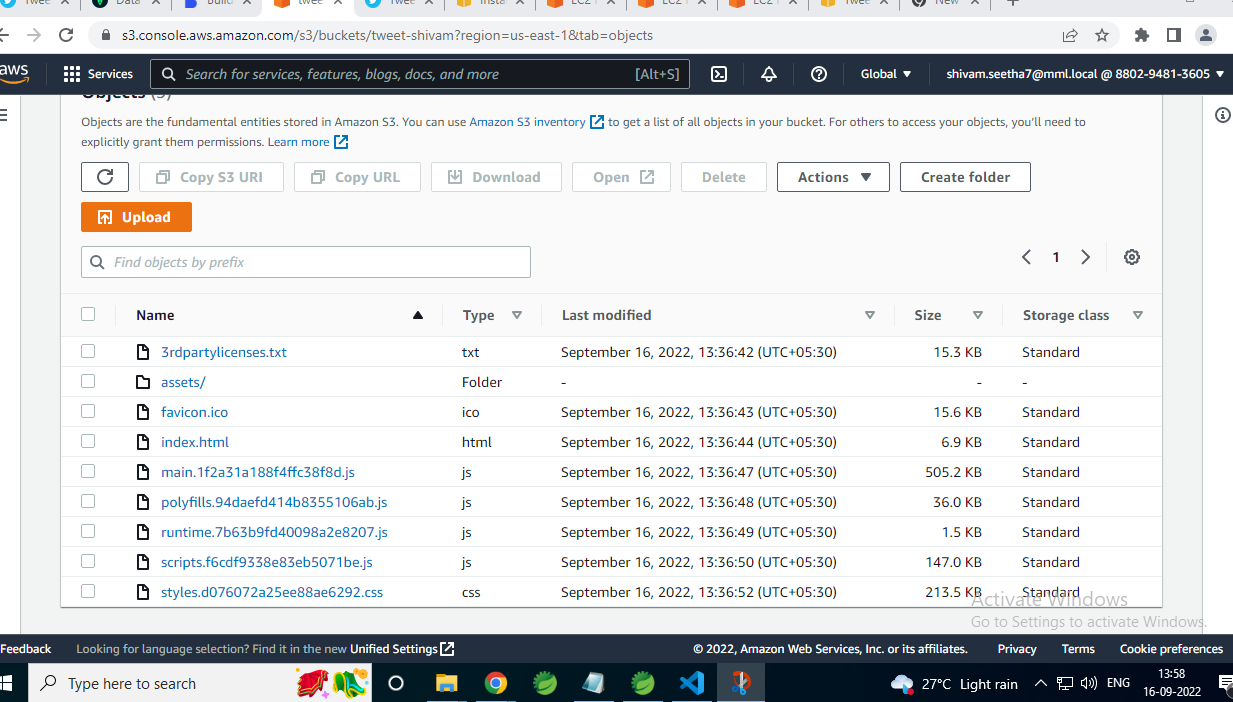 Twee
Data
Build
twee
Twee
Insta
EC2
EC2
EC2
Twee
New
s3.console.aws.amazon.com/s3/buckets/tweet-shivam?region=us-east-1&tab=objects
aws
Services
Search for services, features, blogs, docs, and more
[Alt+S]
Global
shivam.seetha7@mml.local @ 8802-9481-3605
Objects
Objects are the fundamental entities stored in Amazon S3. You can use Amazon S3 inventory to get a list of all objects in your bucket. For others to access your objects, you'll need to
explicitly grant them permissions. Learn more
Copy S3 URI
Copy URL
Download
Open
Delete
Actions
Create folder
Upload
Find objects by prefix
1
Name Type Last modified Size Storage class
3rdpartylicenses.txt txt September 16, 2022, 13:36:42 (UTC+05:30) 15.3 KB Standard
assets/ Folder - - -
favicon.ico ico September 16, 2022, 13:36:43 (UTC+05:30) 15.6 KB Standard
index.html html September 16, 2022, 13:36:44 (UTC+05:30) 6.9 KB Standard
main.1f2a31a188f4ffc38f8d.js js September 16, 2022, 13:36:47 (UTC+05:30) 505.2 KB Standard
polyfills.94daefd414b8355106ab.js js September 16, 2022, 13:36:48 (UTC+05:30) 36.0 KB Standard
runtime.7b63b9fd40098a2e8207.js js September 16, 2022, 13:36:49 (UTC+05:30) 1.5 KB Standard
scripts.f6cdf9338e83eb5071be.js js September 16, 2022, 13:36:50 (UTC+05:30) 147.0 KB Standard
styles.d076072a25ee88ae6292.css css September 16, 2022, 13:36:52 (UTC+05:30) 213.5 KB Standard
Activate Windows
Go to Settings to activate Windows.
Feedback
Looking for language selection? Find it in the new Unified Settings
© 2022, Amazon Web Services, Inc. or its affiliates.
Privacy
Terms
Cookie preferences
Type here to search
27°C Light rain
ENG
13:58
16-09-2022